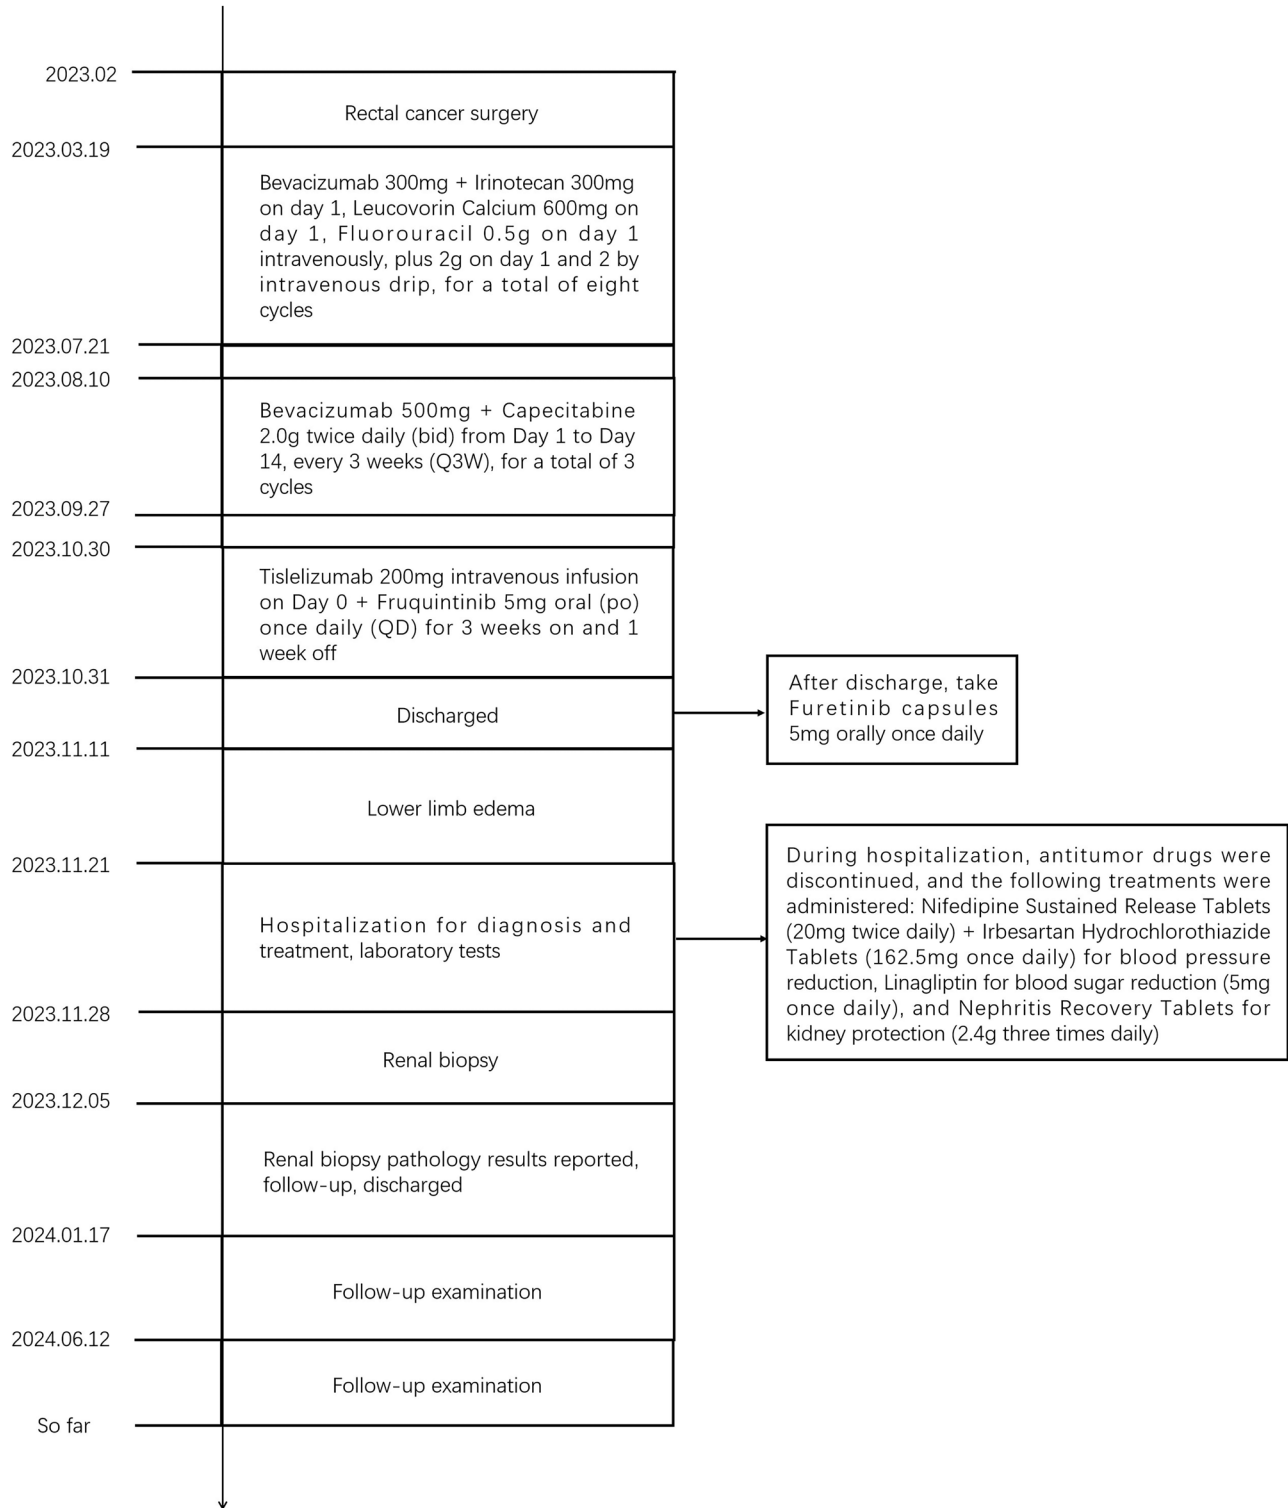 2023.02
Rectal cancer surgery
2023.03.19
Bevacizumab 300mg + Irinotecan 300mg
on day 1, Leucovorin Calcium 600mg on
day 1, Fluorouracil 0.5g on day 1
intravenously, plus 2g on day 1 and 2 by
intravenous drip, for a total of eight
cycles
2023.07.21
2023.08.10
Bevacizumab 500mg + Capecitabine
2.0g twice daily (bid) from Day 1 to Day
14, every 3 weeks (Q3W), for a total of 3
cycles
2023.09.27
2023.10.30
Tislelizumab 200mg intravenous infusion
on Day 0 + Fruquintinib 5mg oral (po)
once daily (QD) for 3 weeks on and 1
week off
2023.10.31
Discharged
After discharge, take
Furetinib capsules
5mg orally once daily
2023.11.11
Lower limb edema
2023.11.21
Hospitalization for diagnosis and
treatment, laboratory tests
During hospitalization, antitumor drugs were
discontinued, and the following treatments were
administered: Nifedipine Sustained Release Tablets
(20mg twice daily) + Irbesartan Hydrochlorothiazide
Tablets (162.5mg once daily) for blood pressure
reduction, Linagliptin for blood sugar reduction (5mg
once daily), and Nephritis Recovery Tablets for
kidney protection (2.4g three times daily)
2023.11.28
Renal biopsy
2023.12.05
Renal biopsy pathology results reported,
follow-up, discharged
2024.01.17
Follow-up examination
2024.06.12
Follow-up examination
So far